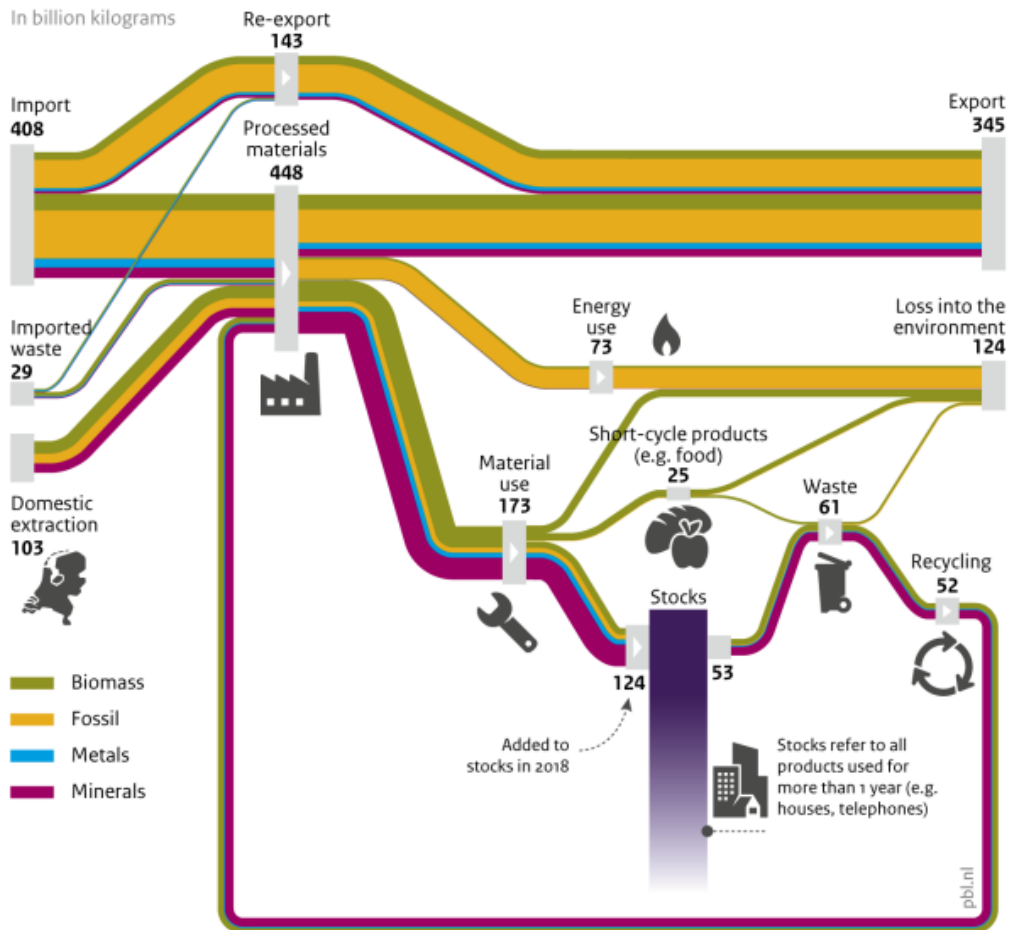 In billion kilograms
Re-export
143
Import
408
Export
345
Processed
materials
448
Imported
waste
29
Energy
use
73
Loss into the
environment
124
Short-cycle products
(e.g. food)
25
Material
use
173
Waste
61
Domestic
extraction
103
Recycling
52
Stocks
124
53
Added to
stocks in 2018
Stocks refer to all
products used for
more than 1 year (e.g.
houses, telephones)
Biomass
Fossil
Metals
Minerals
pbl.nl